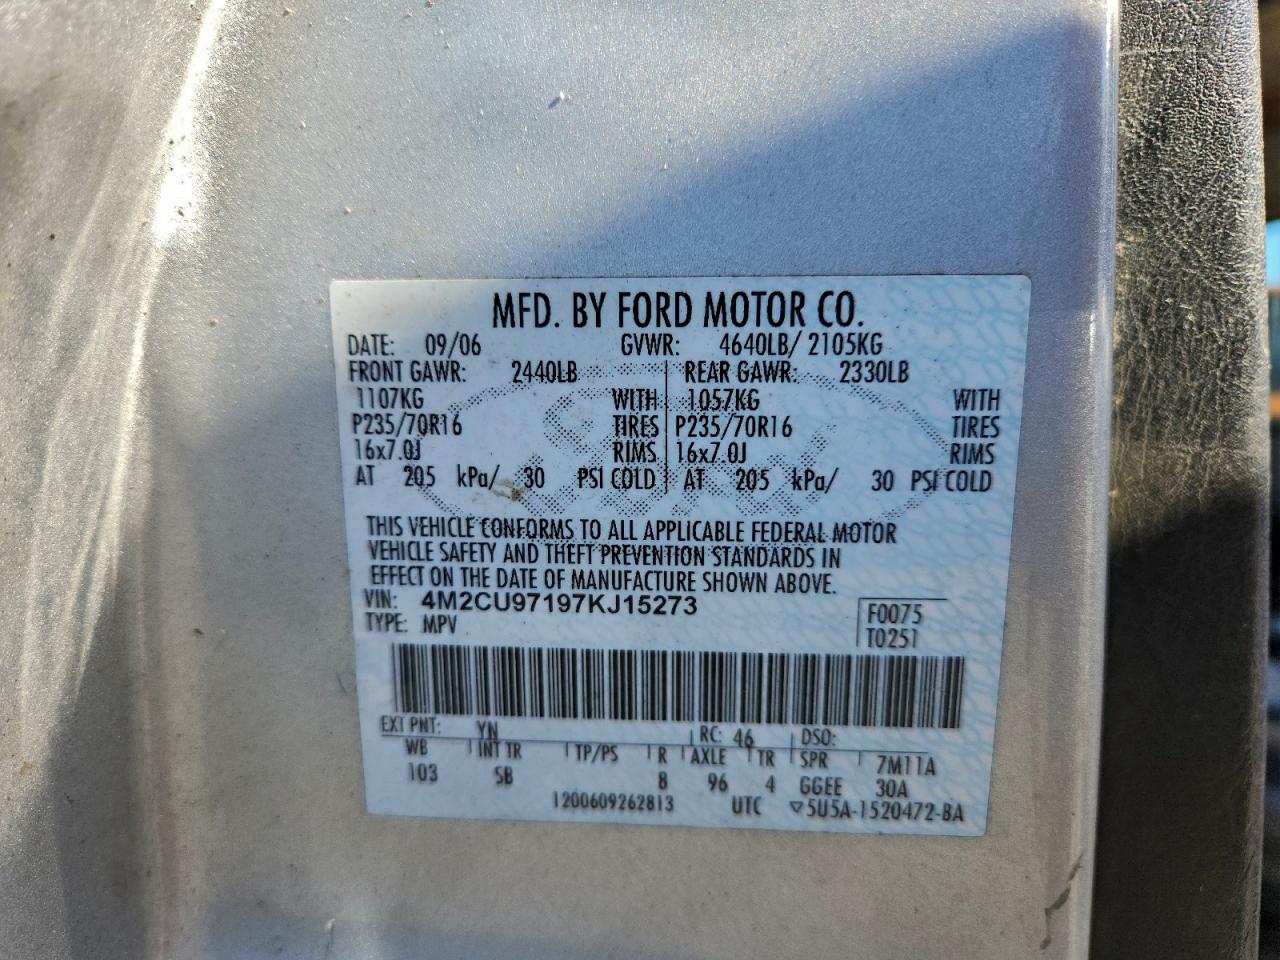 MFD. BY FORD MOTOR CO.
DATE: 09/06 GVWR: 4640LB/ 2105KG
FRONT GAWR: 2440LB REAR GAWR: 2330LB
1107KG WITH 1057KG WITH
P235/70R16 TIRES P235/70R16 TIRES
16x7.0J RIMS 16x7.0J RIMS
AT 205 kPa/ 30 PSI COLD AT 205 kPa/ 30 PSI COLD
THIS VEHICLE CONFORMS TO ALL APPLICABLE FEDERAL MOTOR
VEHICLE SAFETY AND THEFT PREVENTION STANDARDS IN
EFFECT ON THE DATE OF MANUFACTURE SHOWN ABOVE.
VIN: 4M2CU97197KJ15273 F0075
TYPE: MPV T0251
EXT PNT: YN RC: 46 DSO:
WB INT TR TP/PS R AXLE TR SPR 7M11A
103 SB 8 96 4 GGEE 30A
1200609262813 UTC ▽5U5A-1520472-BA